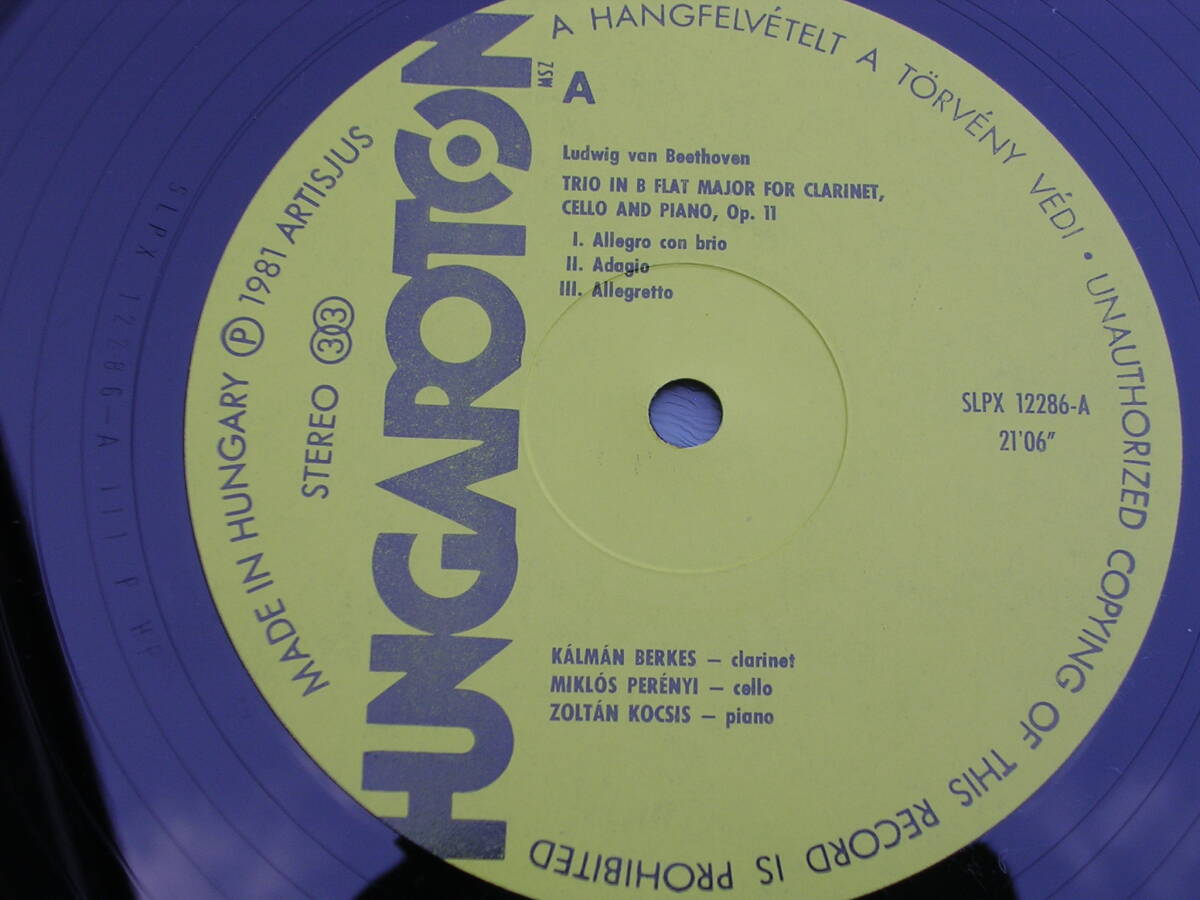 HUNGAROTON
MSZ
A
A HANGFELVÉTELT A TÖRVÉNY VÉDI • UNAUTHORIZED COPYING OF THIS RECORD IS PROHIBITED
MADE IN HUNGARY Ⓟ 1981 ARTISJUS
STEREO 33
Ludwig van Beethoven
TRIO IN B FLAT MAJOR FOR CLARINET,
CELLO AND PIANO, Op. 11
I. Allegro con brio
II. Adagio
III. Allegretto
SLPX 12286-A
21'06"
KÁLMÁN BERKES – clarinet
MIKLÓS PERÉNYI – cello
ZOLTÁN KOCSIS – piano
SLPX 12286-A